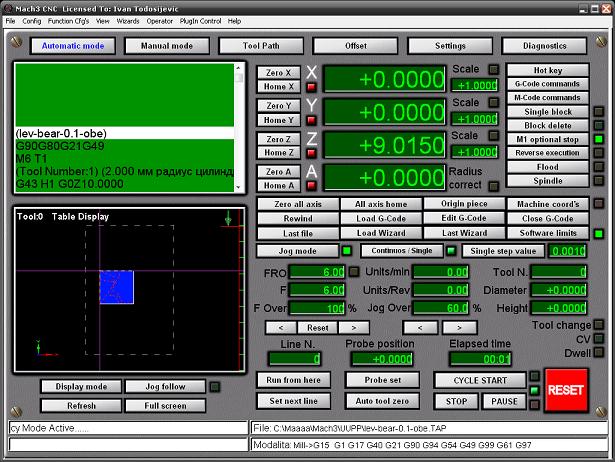 Mach3 CNC Licensed To: Ivan Todosijevic
File Config Function Cfg's View Wizards Operator PlugIn Control Help
Automatic mode Manual mode Tool Path Offset Settings Diagnostics
Zero X X +0.0000 Scale
Home X +1.0000
Zero Y Y +0.0000 Scale
Home Y +1.0000
Zero Z Z +9.0150 Scale
Home Z +1.0000
Zero A A +0.0000 Radius
Home A correct
Hot key
G-Code commands
M-Code commands
Single block
Block delete
M1 optional stop
Reverse execution
Flood
Spindle
(lev-bear-0.1-obe)
G90G80G21G49
M6 T1
(Tool Number:1) (2.000 мм радиус цилинд
G43 H1 G0Z10.0000
Zero all axis All axis home Origin piece Machine coord's
Rewind Load G-Code Edit G-Code Close G-Code
Last file Load Wizard Last Wizard Software limits
Tool:0 Table Display
Jog mode Continuos / Single Single step value 0.0010
FRO 6.00 Units/min 0.00 Tool N. 0
F 6.00 Units/Rev 0.00 Diameter +0.0000
F Over 100 % Jog Over 60.0 % Height +0.0000
< Reset > < > Tool change
CV
Dwell
Line N. Probe position Elapsed time
0 +0.0000 00:01
Display mode Jog follow
Refresh Full screen
Run from here Probe set CYCLE START
Set next line Auto tool zero STOP PAUSE
RESET
cy Mode Active......
File: C:\Maaaa\Mach3\UUPP\lev-bear-0.1-obe.TAP
Modalita: Mill->G15 G1 G17 G40 G21 G90 G94 G54 G49 G99 G61 G97